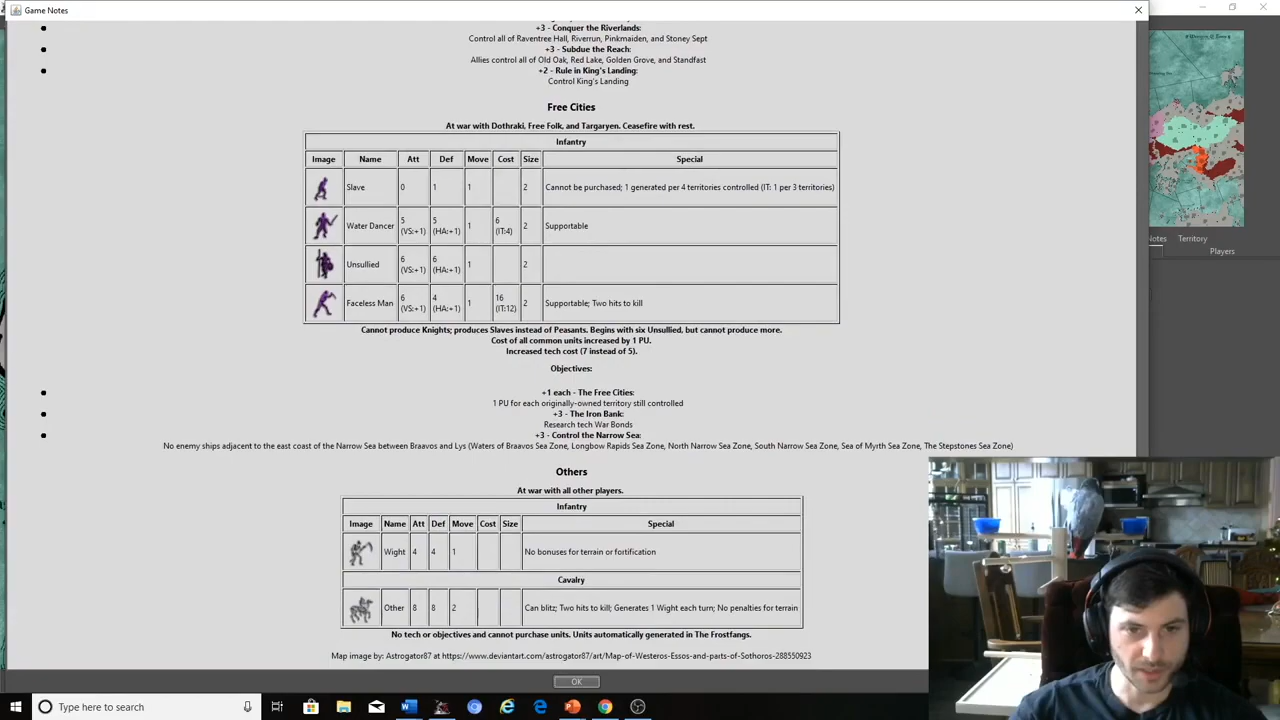 Game Notes
+3 - Conquer the Riverlands:
Control all of Raventree Hall, Riverrun, Pinkmaiden, and Stoney Sept
+3 - Subdue the Reach:
Allies control all of Old Oak, Red Lake, Golden Grove, and Standfast
+2 - Rule in King's Landing:
Control King's Landing
Free Cities
At war with Dothraki, Free Folk, and Targaryen. Ceasefire with rest.
Infantry
Image Name Att Def Move Cost Size Special
Slave 0 1 1 2 Cannot be purchased; 1 generated per 4 territories controlled (IT: 1 per 3 territories)
Water Dancer 5 (VS:+1) 5 (HA:+1) 1 6 (IT:4) 2 Supportable
Unsullied 6 (VS:+1) 6 (HA:+1) 1 2
Faceless Man 6 (VS:+1) 4 (HA:+1) 1 16 (IT:12) 2 Supportable; Two hits to kill
Cannot produce Knights; produces Slaves instead of Peasants. Begins with six Unsullied, but cannot produce more.
Cost of all common units increased by 1 PU.
Increased tech cost (7 instead of 5).
Objectives:
+1 each - The Free Cities:
1 PU for each originally-owned territory still controlled
+3 - The Iron Bank:
Research tech War Bonds
+3 - Control the Narrow Sea:
No enemy ships adjacent to the east coast of the Narrow Sea between Braavos and Lys (Waters of Braavos Sea Zone, Longbow Rapids Sea Zone, North Narrow Sea Zone, South Narrow Sea Zone, Sea of Myrth Sea Zone, The Stepstones Sea Zone)
Others
At war with all other players.
Infantry
Image Name Att Def Move Cost Size Special
Wight 4 4 1 No bonuses for terrain or fortification
Cavalry
Other 8 8 2 Can blitz; Two hits to kill; Generates 1 Wight each turn; No penalties for terrain
No tech or objectives and cannot purchase units. Units automatically generated in The Frostfangs.
Map image by: Astrogator87 at https://www.deviantart.com/astrogator87/art/Map-of-Westeros-Essos-and-parts-of-Sothoros-288550923
OK
Notes Territory
Players
Type here to search